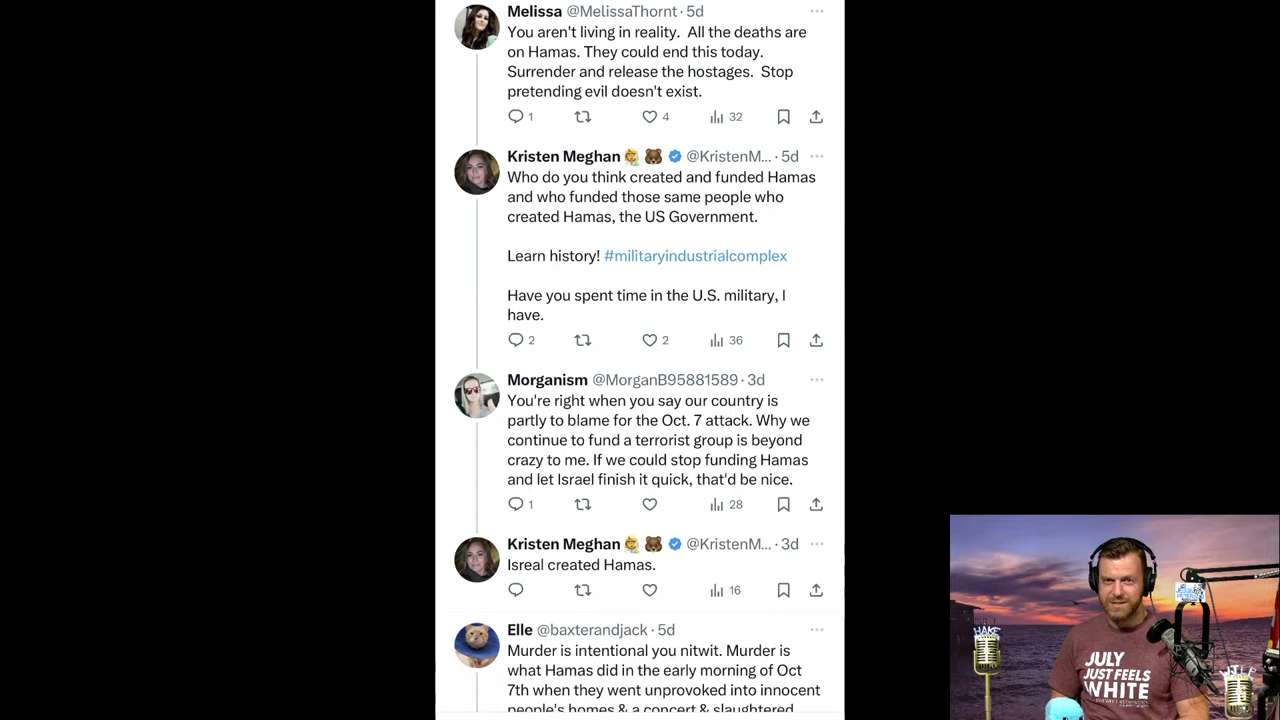 Melissa @MelissaThornt · 5d
You aren't living in reality. All the deaths are
on Hamas. They could end this today.
Surrender and release the hostages. Stop
pretending evil doesn't exist.
1 4 32
Kristen Meghan @KristenM... · 5d
Who do you think created and funded Hamas
and who funded those same people who
created Hamas, the US Government.
Learn history! #militaryindustrialcomplex
Have you spent time in the U.S. military, I
have.
2 2 36
Morganism @MorganB95881589 · 3d
You're right when you say our country is
partly to blame for the Oct. 7 attack. Why we
continue to fund a terrorist group is beyond
crazy to me. If we could stop funding Hamas
and let Israel finish it quick, that'd be nice.
1 28
Kristen Meghan @KristenM... · 3d
Isreal created Hamas.
16
Elle @baxterandjack · 5d
Murder is intentional you nitwit. Murder is
what Hamas did in the early morning of Oct
7th when they went unprovoked into innocent
people's homes & a concert & slaughtered
JULY
JUST FEELS
WHITE